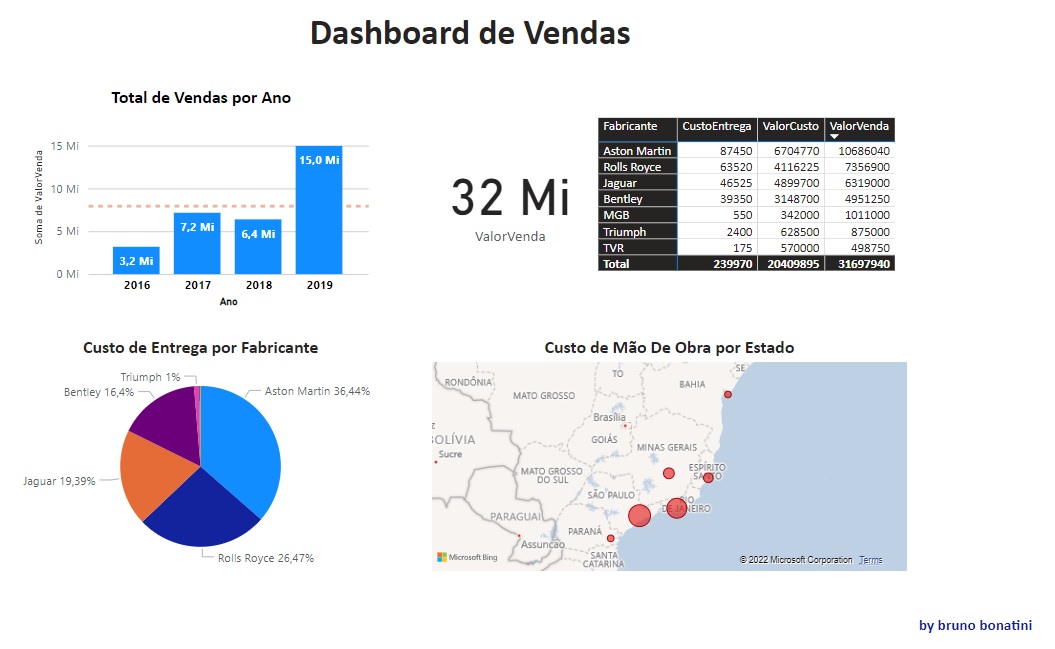 Dashboard de Vendas
Total de Vendas por Ano
Soma de ValorVenda
15 Mi
10 Mi
5 Mi
0 Mi
3,2 Mi
7,2 Mi
6,4 Mi
15,0 Mi
2016 2017 2018 2019
Ano
32 Mi
ValorVenda
Fabricante CustoEntrega ValorCusto ValorVenda
Aston Martin 87450 6704770 10686040
Rolls Royce 63520 4116225 7356900
Jaguar 46525 4899700 6319000
Bentley 39350 3148700 4951250
MGB 550 342000 1011000
Triumph 2400 628500 875000
TVR 175 570000 498750
Total 239970 20409895 31697940
Custo de Entrega por Fabricante
Triumph 1%
Bentley 16,4%
Aston Martin 36,44%
Jaguar 19,39%
Rolls Royce 26,47%
Custo de Mão De Obra por Estado
SE
TO
RONDÔNIA
BAHIA
MATO GROSSO
Brasília
GOIÁS
OLÍVIA
MINAS GERAIS
Sucre
ESPÍRITO
SANTO
MATO GROSSO
DO SUL
SÃO PAULO
RIO
DE JANEIRO
PARAGUAI
PARANÁ
Assuncao
SANTA
CATARINA
Microsoft Bing
© 2022 Microsoft Corporation Terms
by bruno bonatini